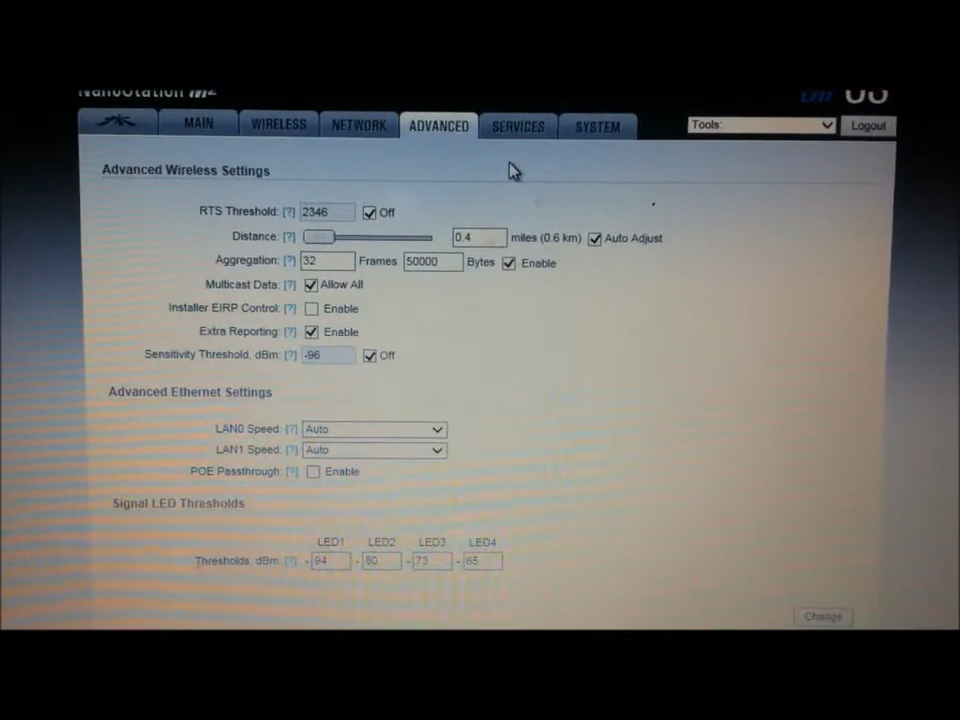 NanoStation M2
MAIN WIRELESS NETWORK ADVANCED SERVICES SYSTEM Tools: Logout
Advanced Wireless Settings
RTS Threshold: [?] 2346 Off
Distance: [?] 0.4 miles (0.6 km) Auto Adjust
Aggregation: [?] 32 Frames 50000 Bytes Enable
Multicast Data: [?] Allow All
Installer EIRP Control: [?] Enable
Extra Reporting: [?] Enable
Sensitivity Threshold, dBm: [?] -96 Off
Advanced Ethernet Settings
LAN0 Speed: [?] Auto
LAN1 Speed: [?] Auto
POE Passthrough: [?] Enable
Signal LED Thresholds
LED1 LED2 LED3 LED4
Thresholds, dBm: [?] - 94 - 80 - 73 - 65
Change